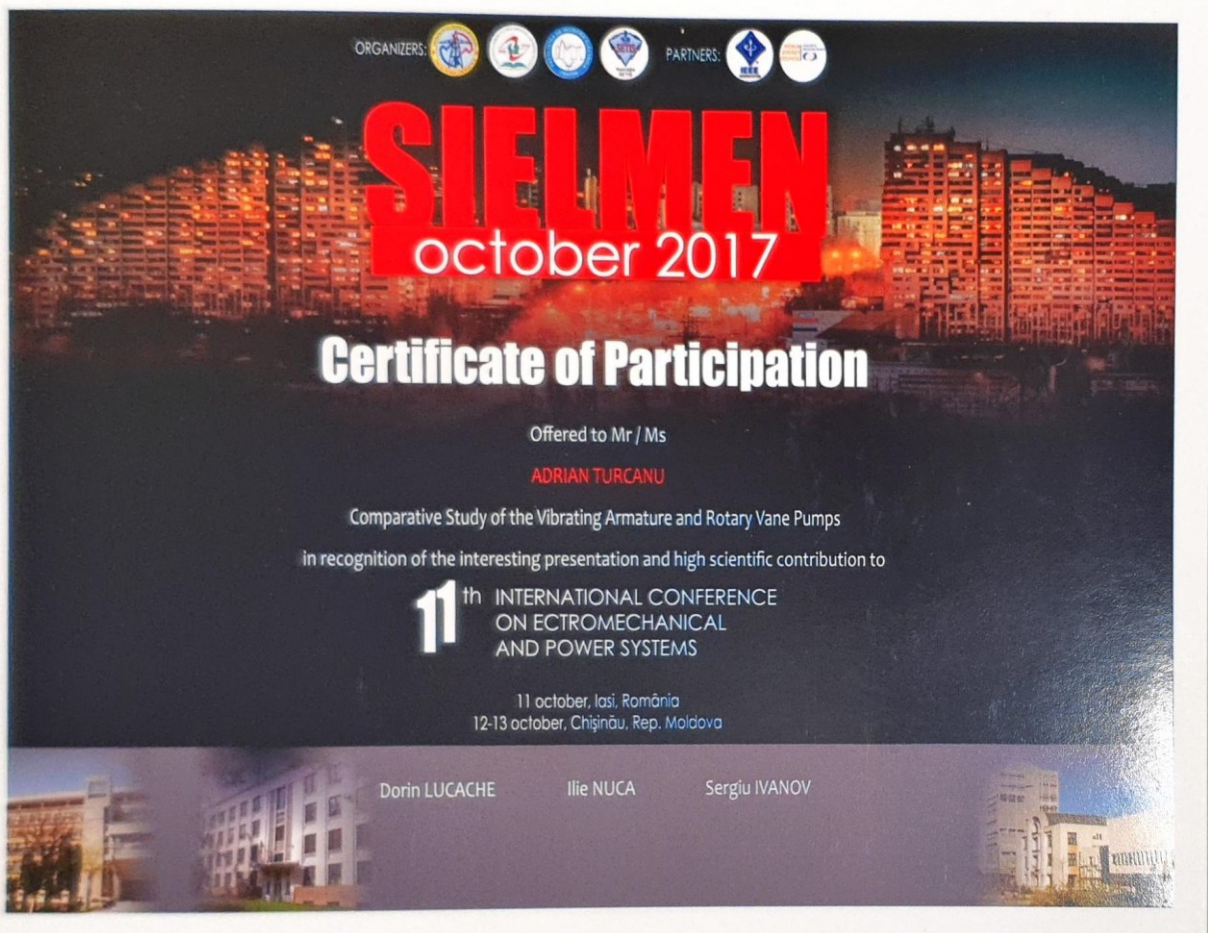 ORGANIZERS: PARTNERS:
IEEE
SIELMEN
october 2017
Certificate of Participation
Offered to Mr / Ms
ADRIAN TURCANU
Comparative Study of the Vibrating Armature and Rotary Vane Pumps
in recognition of the interesting presentation and high scientific contribution to
11th INTERNATIONAL CONFERENCE
ON ECTROMECHANICAL
AND POWER SYSTEMS
11 october, Iasi, România
12-13 october, Chişinău, Rep. Moldova
Dorin LUCACHE Ilie NUCA Sergiu IVANOV